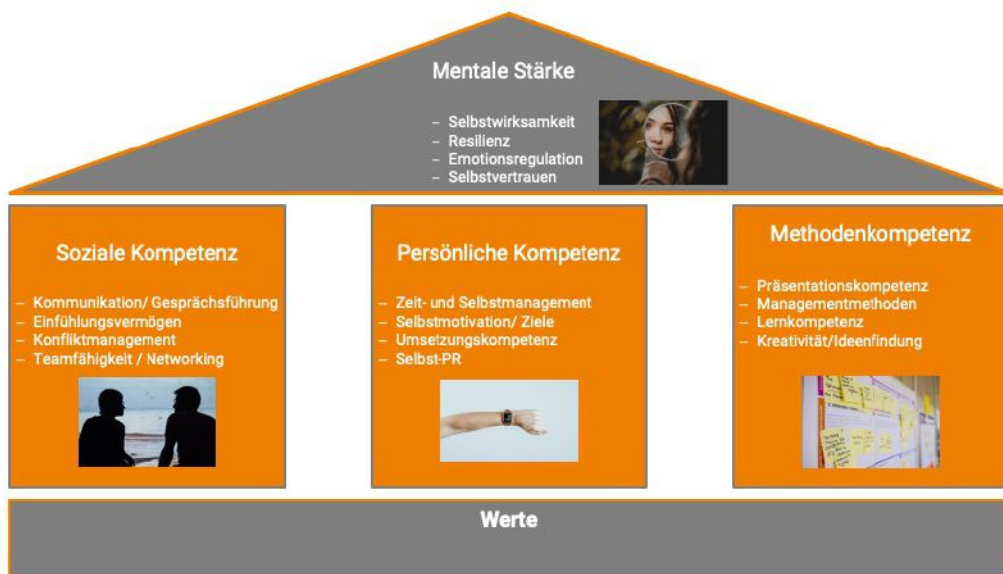 Mentale Stärke
– Selbstwirksamkeit
– Resilienz
– Emotionsregulation
– Selbstvertrauen
Soziale Kompetenz
– Kommunikation/ Gesprächsführung
– Einfühlungsvermögen
– Konfliktmanagement
– Teamfähigkeit / Networking
Persönliche Kompetenz
– Zeit- und Selbstmanagement
– Selbstmotivation/ Ziele
– Umsetzungskompetenz
– Selbst-PR
Methodenkompetenz
– Präsentationskompetenz
– Managementmethoden
– Lernkompetenz
– Kreativität/Ideenfindung
Werte